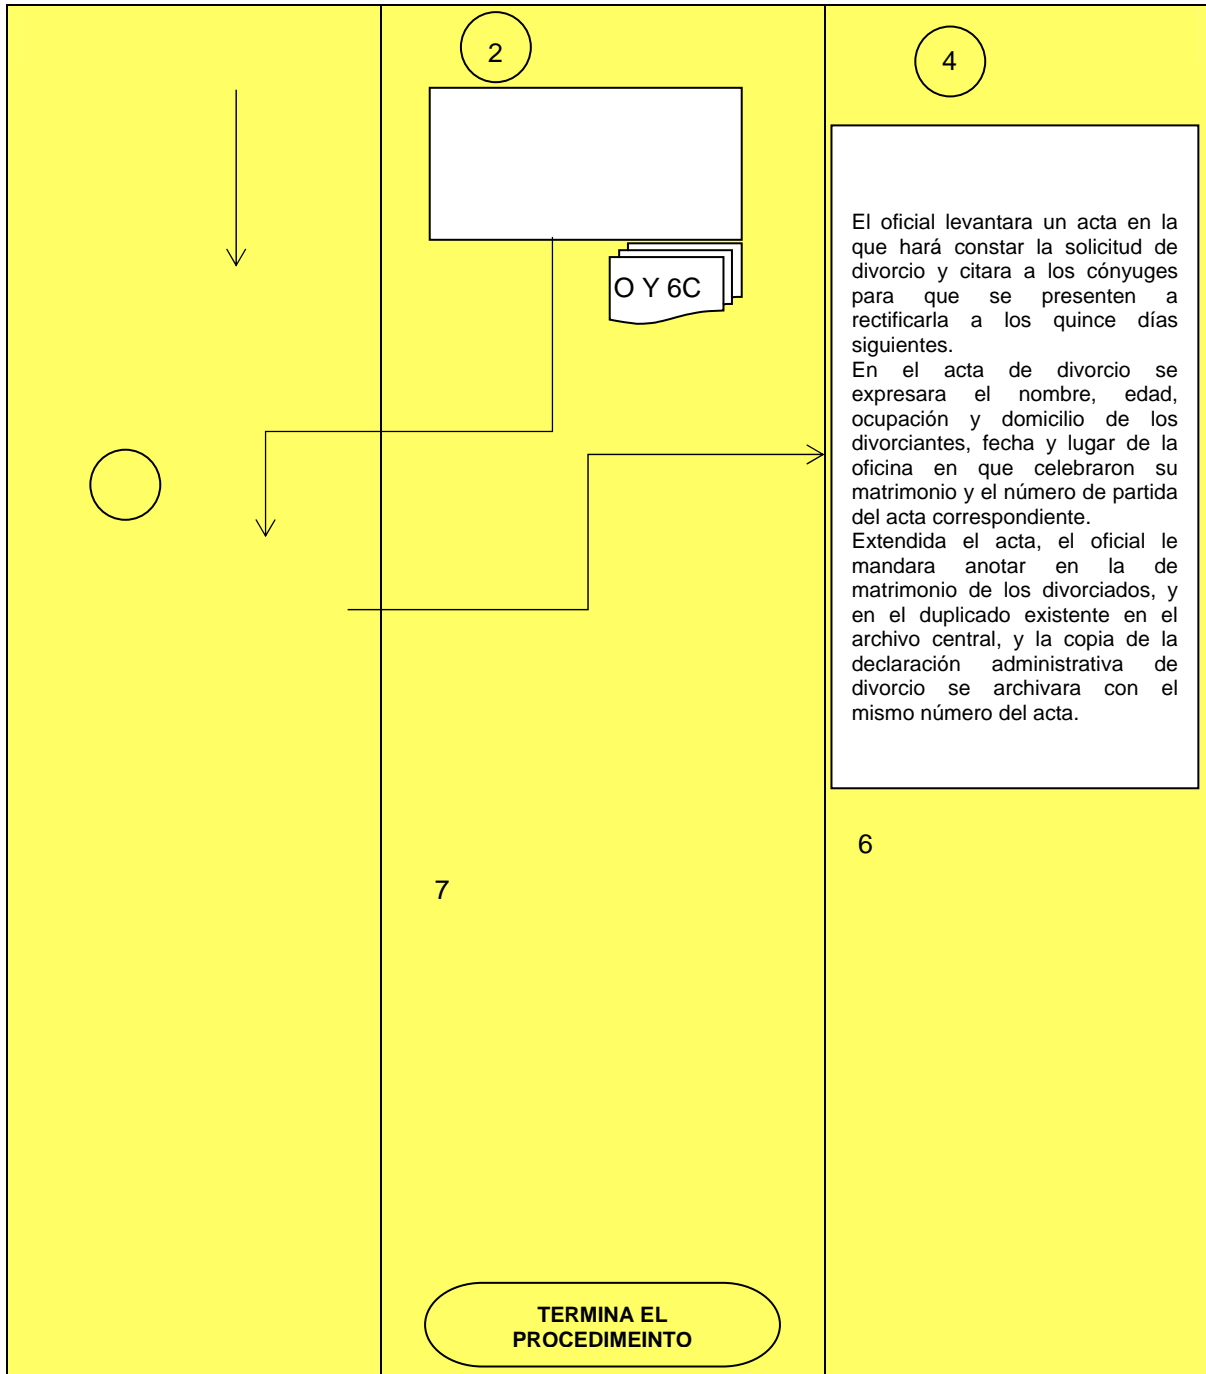 2
4
O Y 6C
El oficial levantara un acta en la
que hará constar la solicitud de
divorcio y citara a los cónyuges
para que se presenten a
rectificarla a los quince días
siguientes.
En el acta de divorcio se
expresara el nombre, edad,
ocupación y domicilio de los
divorciantes, fecha y lugar de la
oficina en que celebraron su
matrimonio y el número de partida
del acta correspondiente.
Extendida el acta, el oficial le
mandara anotar en la de
matrimonio de los divorciados, y
en el duplicado existente en el
archivo central, y la copia de la
declaración administrativa de
divorcio se archivara con el
mismo número del acta.
6
7
TERMINA EL
PROCEDIMEINTO